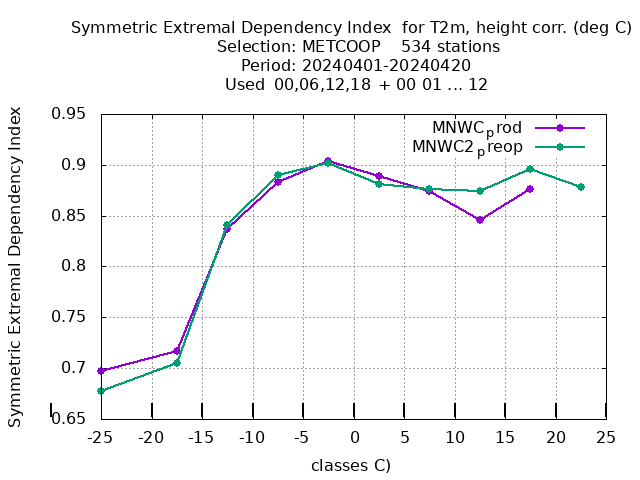 Symmetric Extremal Dependency Index  for T2m, height corr. (deg C)
Selection: METCOOP    534 stations
Period: 20240401-20240420
Used  00,06,12,18 + 00 01 ... 12
Symmetric Extremal Dependency Index
MNWCprod
MNWC2preop
0.95
0.9
0.85
0.8
0.75
0.7
0.65
-25 -20 -15 -10 -5 0 5 10 15 20 25
classes C)